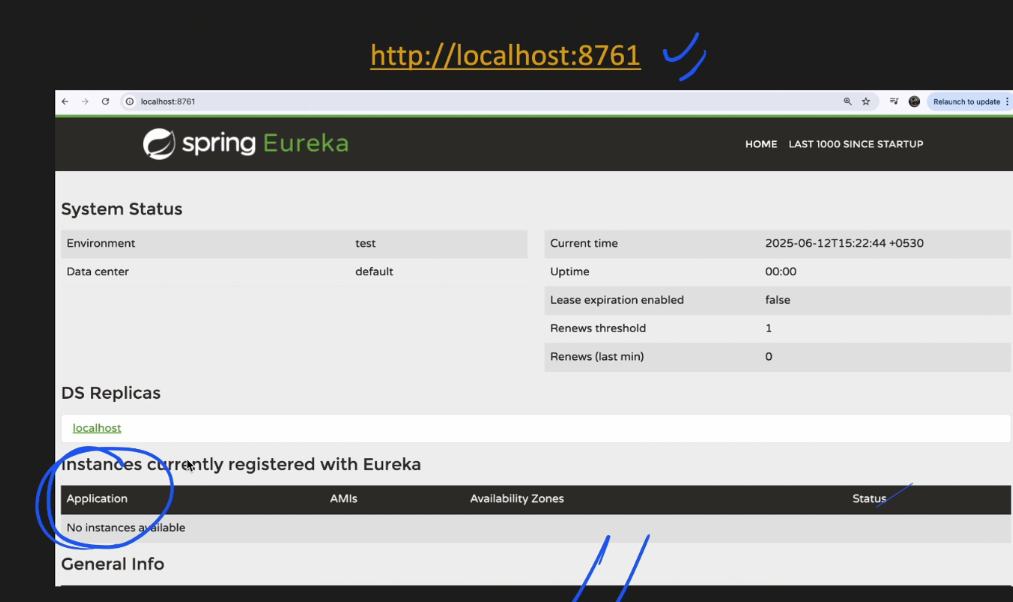 http://localhost:8761
localhost:8761
Relaunch to update
spring Eureka
HOME LAST 1000 SINCE STARTUP
System Status
Environment test
Data center default
Current time 2025-06-12T15:22:44 +0530
Uptime 00:00
Lease expiration enabled false
Renews threshold 1
Renews (last min) 0
DS Replicas
localhost
Instances currently registered with Eureka
Application AMIs Availability Zones Status
No instances available
General Info